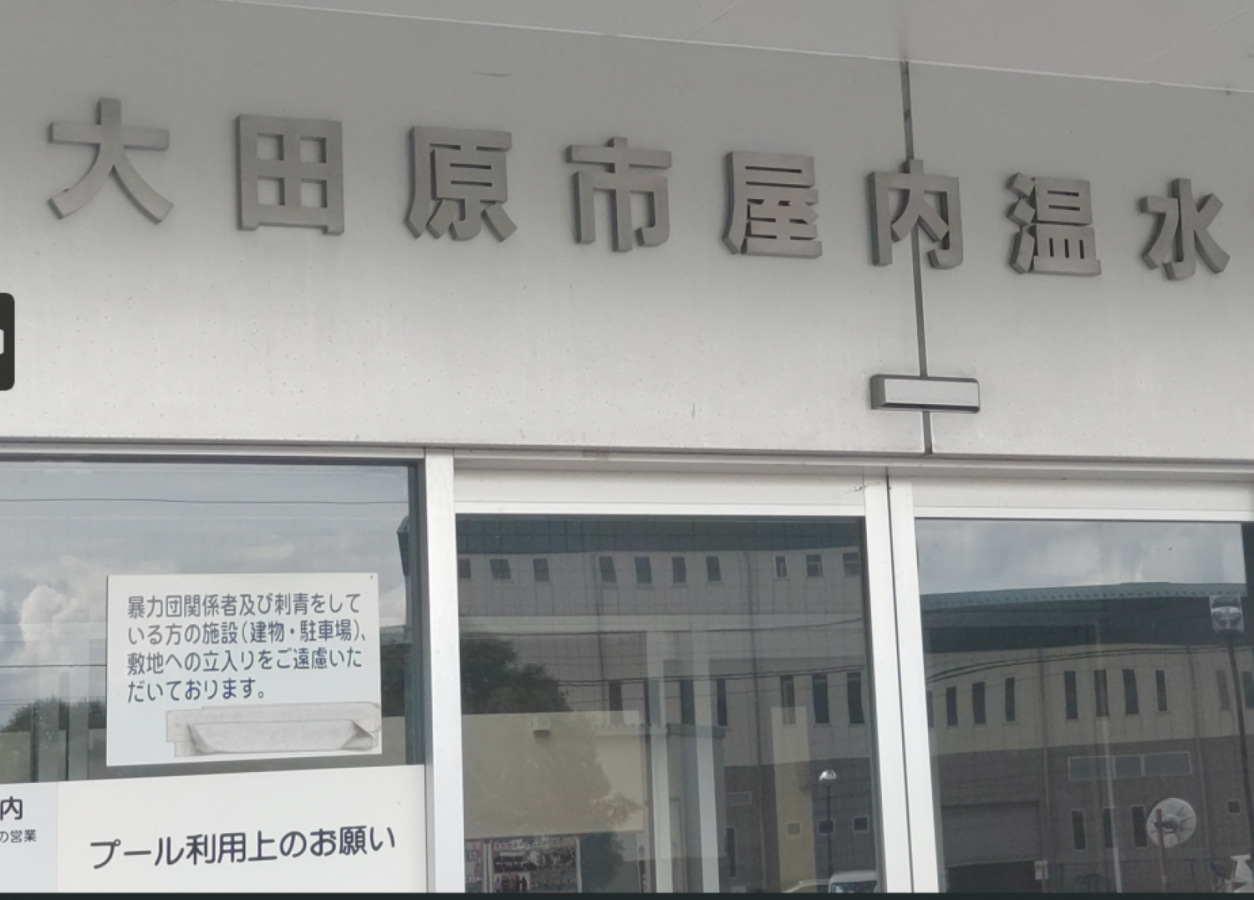 大田原市屋内温水
暴力団関係者及び刺青をして
いる方の施設(建物・駐車場)、
敷地への立入りをご遠慮いた
だいております。
内
の営業
プール利用上のお願い